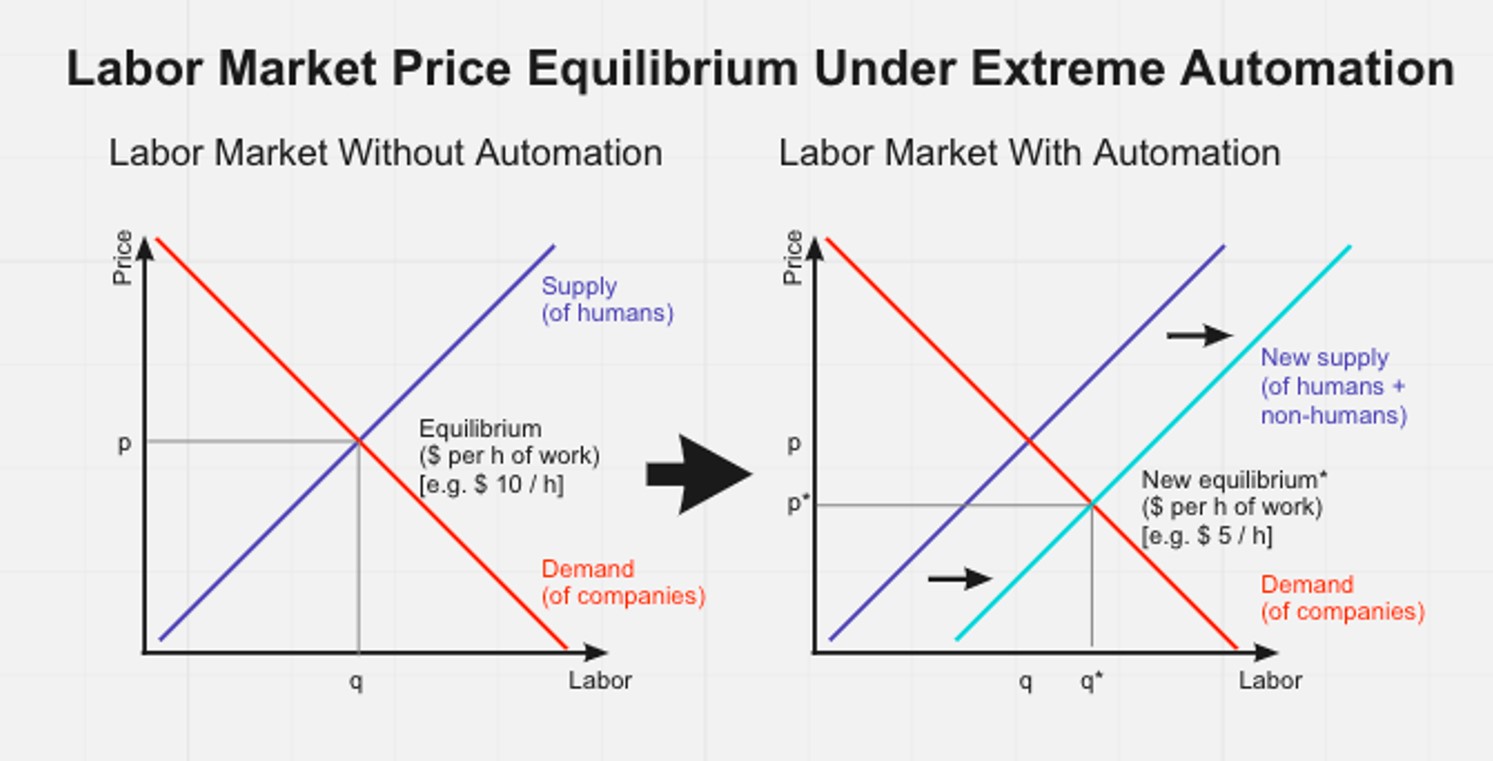 Labor Market Price Equilibrium Under Extreme Automation
Labor Market Without Automation
Price
Supply
(of humans)
Equilibrium
($ per h of work)
[e.g. $ 10 / h]
p
Demand
(of companies)
q
Labor
Labor Market With Automation
Price
New supply
(of humans +
non-humans)
p
p*
New equilibrium*
($ per h of work)
[e.g. $ 5 / h]
Demand
(of companies)
q
q*
Labor